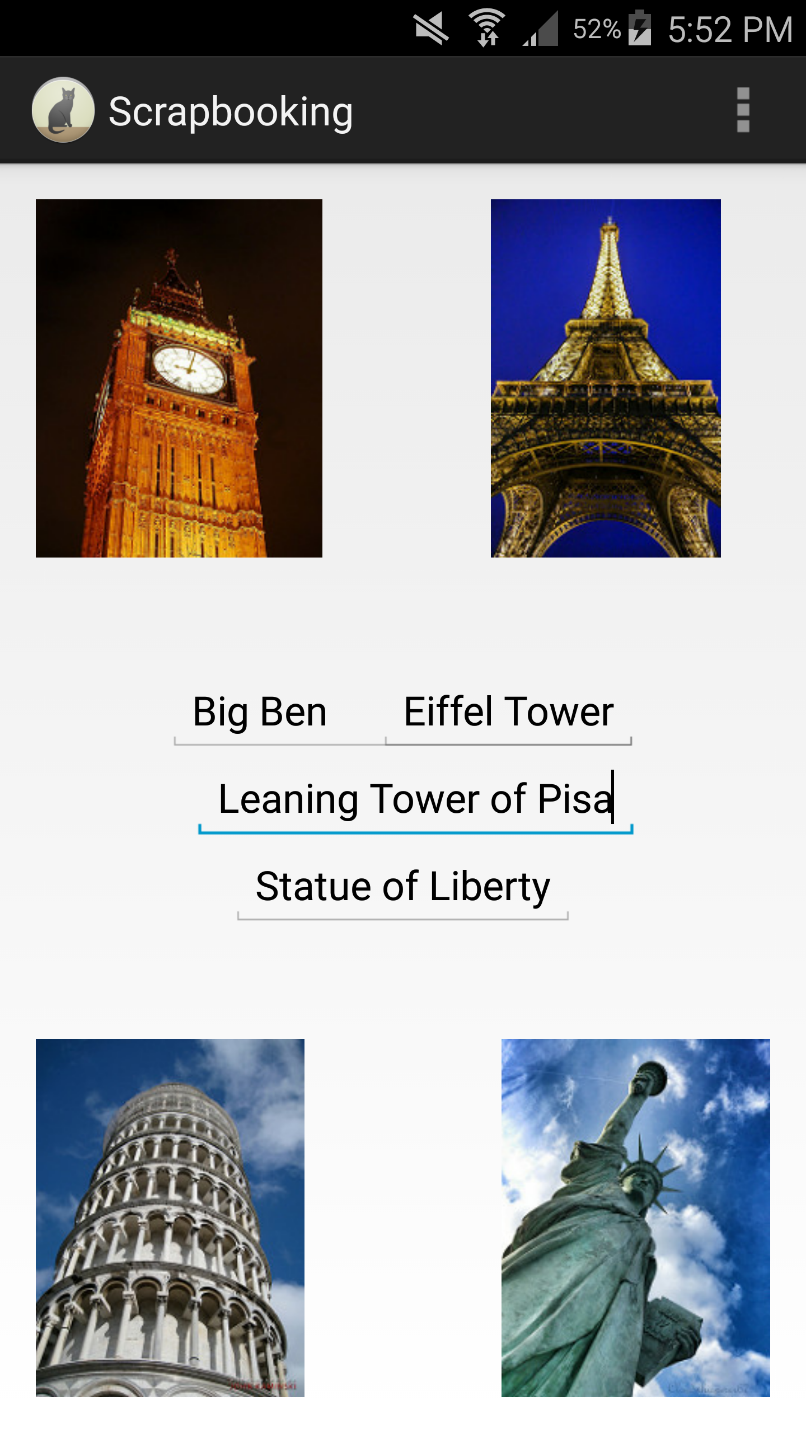 52% 5:52 PM
Scrapbooking
Big Ben Eiffel Tower
Leaning Tower of Pisa
Statue of Liberty